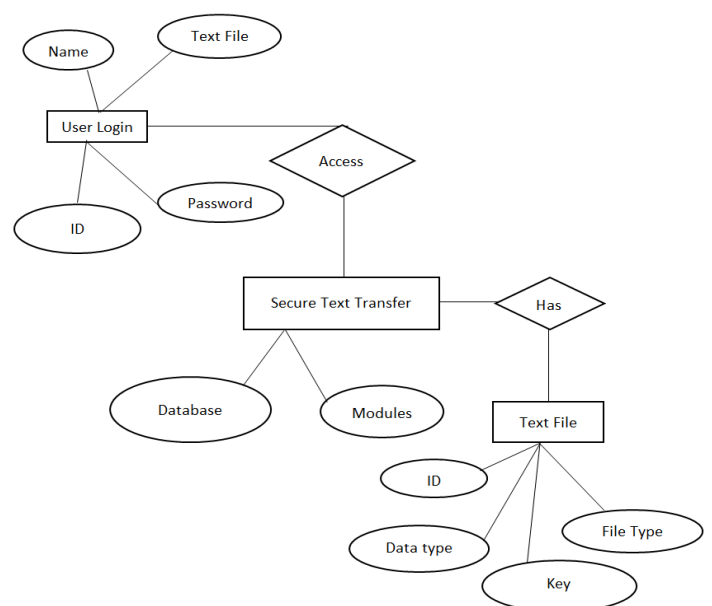 Text File
Name
User Login
Access
Password
ID
Secure Text Transfer
Has
Database
Modules
Text File
ID
File Type
Data type
Key